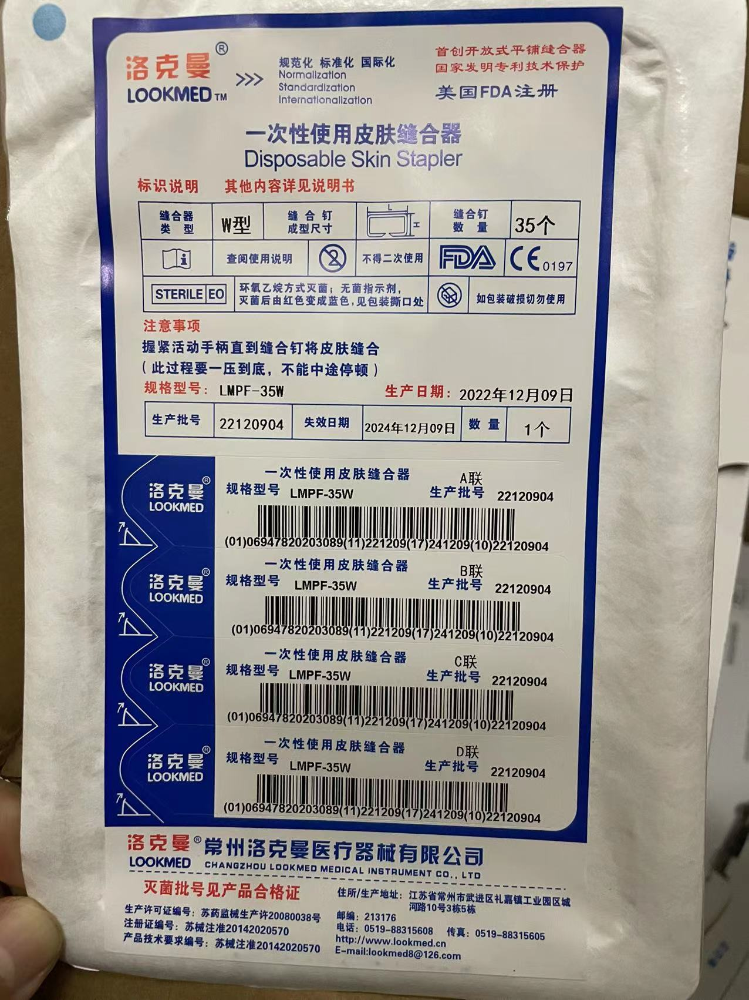 洛克曼®
LOOKMED™
>>>
规范化 标准化 国际化
Normalization
Standardization
Internationalization
首创开放式平铺缝合器
国家发明专利技术保护
美国FDA注册
一次性使用皮肤缝合器
Disposable Skin Stapler
标识说明 其他内容详见说明书
缝合器类型 W型 缝合钉成型尺寸 L H 缝合钉数量 35个
i 查阅使用说明 2 不得二次使用 FDA CE 0197
STERILE EO 环氧乙烷方式灭菌；无菌指示剂，
灭菌后由红色变成蓝色，见包装撕口处 如包装破损切勿使用
注意事项
握紧活动手柄直到缝合钉将皮肤缝合
（此过程要一压到底，不能中途停顿）
规格型号：LMPF-35W 生产日期：2022年12月09日
生产批号 22120904 失效日期 2024年12月09日 数量 1个
洛克曼®
LOOKMED
一次性使用皮肤缝合器 A联
规格型号 LMPF-35W 生产批号 22120904
(01)06947820203089(11)221209(17)241209(10)22120904
洛克曼®
LOOKMED
一次性使用皮肤缝合器 B联
规格型号 LMPF-35W 生产批号 22120904
(01)06947820203089(11)221209(17)241209(10)22120904
洛克曼®
LOOKMED
一次性使用皮肤缝合器 C联
规格型号 LMPF-35W 生产批号 22120904
(01)06947820203089(11)221209(17)241209(10)22120904
洛克曼®
LOOKMED
一次性使用皮肤缝合器 D联
规格型号 LMPF-35W 生产批号 22120904
(01)06947820203089(11)221209(17)241209(10)22120904
洛克曼® 常州洛克曼医疗器械有限公司
LOOKMED CHANGZHOU LOOKMED MEDICAL INSTRUMENT CO., LTD
灭菌批号见产品合格证
生产许可证编号：苏药监械生产许20080038号
注册证编号：苏械注准20142020570
产品技术要求编号：苏械注准20142020570
住所/生产地址：江苏省常州市武进区礼嘉镇工业园区城
河路10号3栋5栋
邮编：213176
电话：0519-88315608 传真：0519-88315605
http://www.lookmed.cn
E-mail:lookmed8@126.com